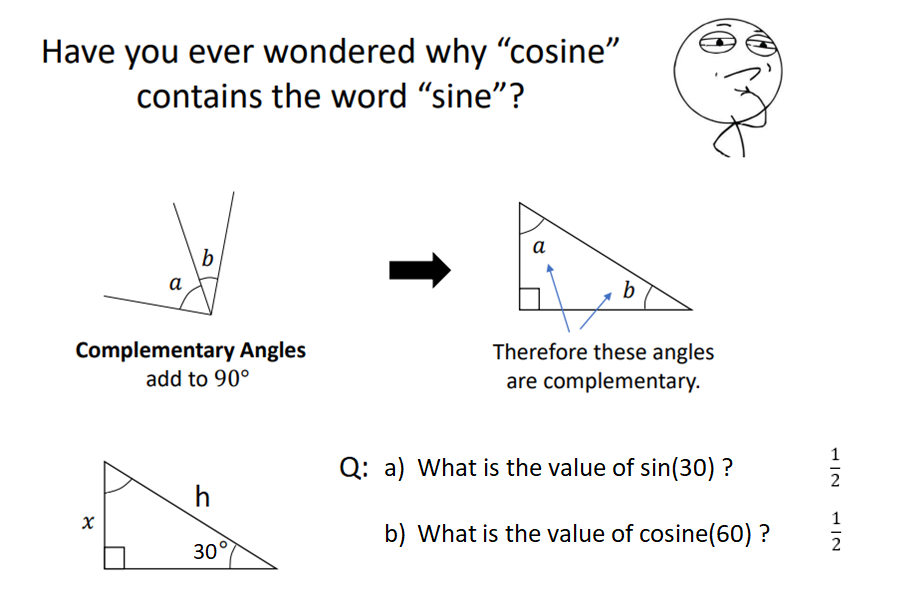 Have you ever wondered why “cosine”
contains the word “sine”?
a
b
Complementary Angles
add to 90°
a
b
Therefore these angles
are complementary.
x
h
30°
Q: a) What is the value of sin(30) ? 1/2
b) What is the value of cosine(60) ? 1/2